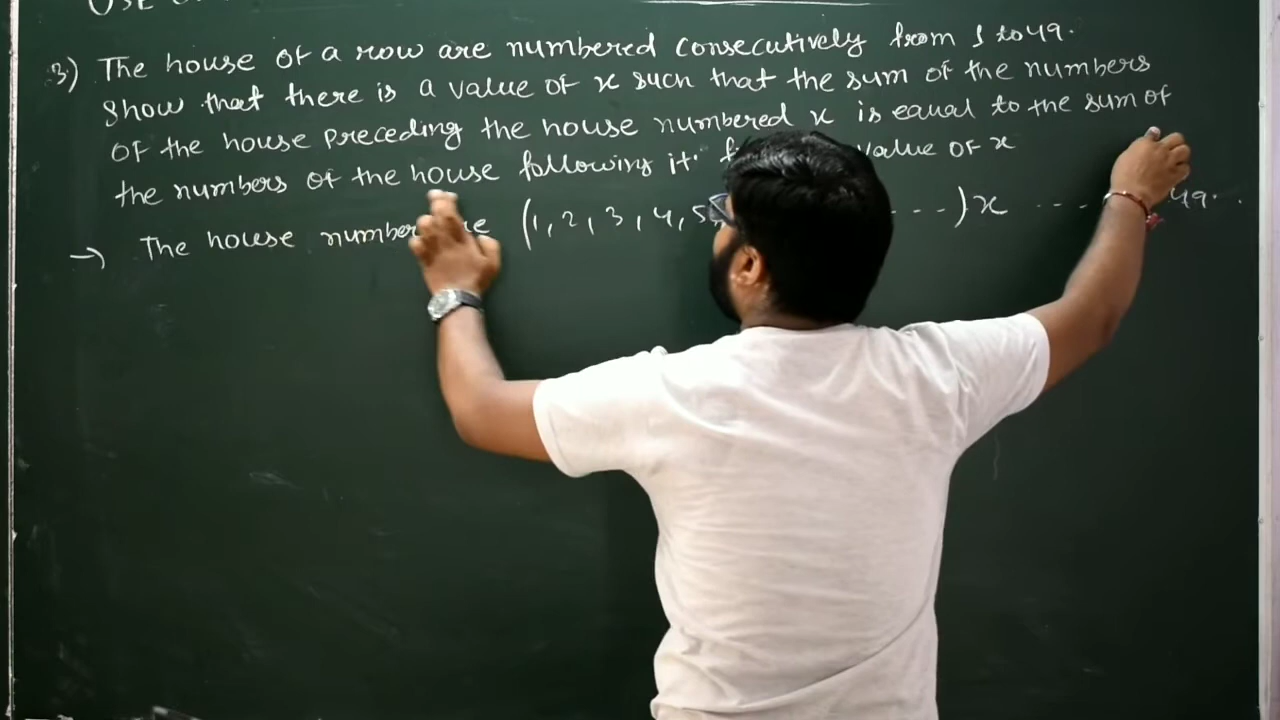 3) The house of a row are numbered consecutively from 1 to 49.
Show that there is a value of x such that the sum of the numbers
of the house preceding the house numbered x is equal to the sum of
the numbers of the house following it. value of x
→ The house number (1, 2, 3, 4, 5, ...) x .... 49..